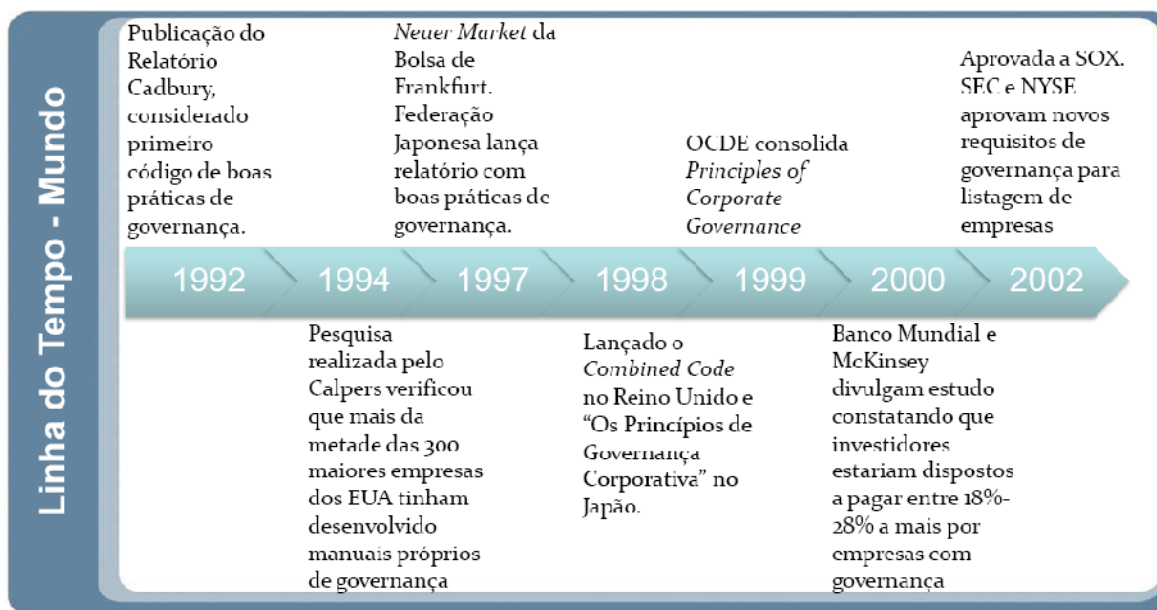 Linha do Tempo - Mundo
Publicação do
Relatório
Cadbury,
considerado
primeiro
código de boas
práticas de
governança.
Neuer Market da
Bolsa de
Frankfurt.
Federação
Japonesa lança
relatório com
boas práticas de
governança.
OCDE consolida
Principles of
Corporate
Governance
Aprovada a SOX.
SEC e NYSE
aprovam novos
requisitos de
governança para
listagem de
empresas
1992
1994
1997
1998
1999
2000
2002
Pesquisa
realizada pelo
Calpers verificou
que mais da
metade das 300
maiores empresas
dos EUA tinham
desenvolvido
manuais próprios
de governança
Lançado o
Combined Code
no Reino Unido e
“Os Princípios de
Governança
Corporativa” no
Japão.
Banco Mundial e
McKinsey
divulgam estudo
constatando que
investidores
estariam dispostos
a pagar entre 18%-
28% a mais por
empresas com
governança